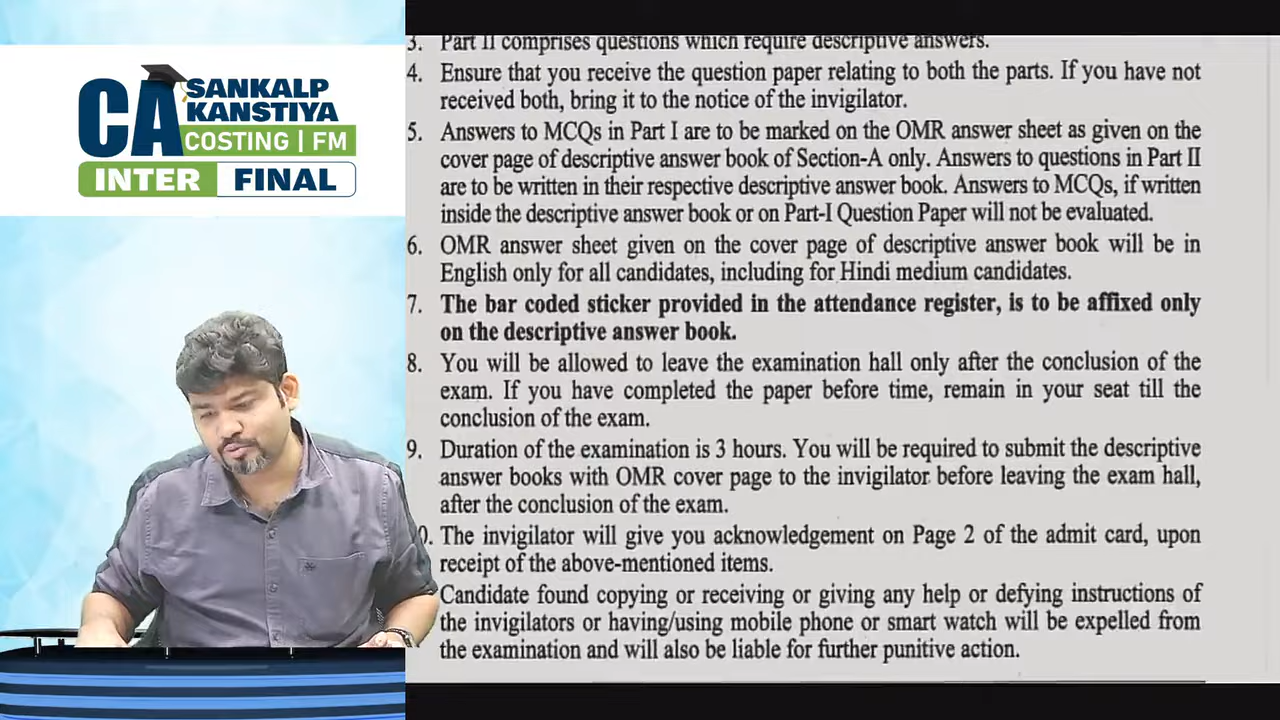 CA SANKALP
KANSTIYA
COSTING | FM
INTER FINAL
3. Part II comprises questions which require descriptive answers.
4. Ensure that you receive the question paper relating to both the parts. If you have not
received both, bring it to the notice of the invigilator.
5. Answers to MCQs in Part I are to be marked on the OMR answer sheet as given on the
cover page of descriptive answer book of Section-A only. Answers to questions in Part II
are to be written in their respective descriptive answer book. Answers to MCQs, if written
inside the descriptive answer book or on Part-I Question Paper will not be evaluated.
6. OMR answer sheet given on the cover page of descriptive answer book will be in
English only for all candidates, including for Hindi medium candidates.
7. The bar coded sticker provided in the attendance register, is to be affixed only
on the descriptive answer book.
8. You will be allowed to leave the examination hall only after the conclusion of the
exam. If you have completed the paper before time, remain in your seat till the
conclusion of the exam.
9. Duration of the examination is 3 hours. You will be required to submit the descriptive
answer books with OMR cover page to the invigilator before leaving the exam hall,
after the conclusion of the exam.
0. The invigilator will give you acknowledgement on Page 2 of the admit card, upon
receipt of the above-mentioned items.
Candidate found copying or receiving or giving any help or defying instructions of
the invigilators or having/using mobile phone or smart watch will be expelled from
the examination and will also be liable for further punitive action.